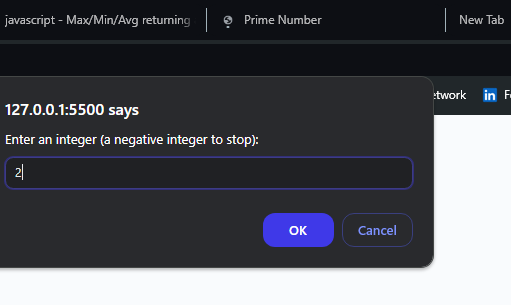 javascript - Max/Min/Avg returning
Prime Number
New Tab
127.0.0.1:5500 says
etwork
in
Enter an integer (a negative integer to stop):
2
OK
Cancel